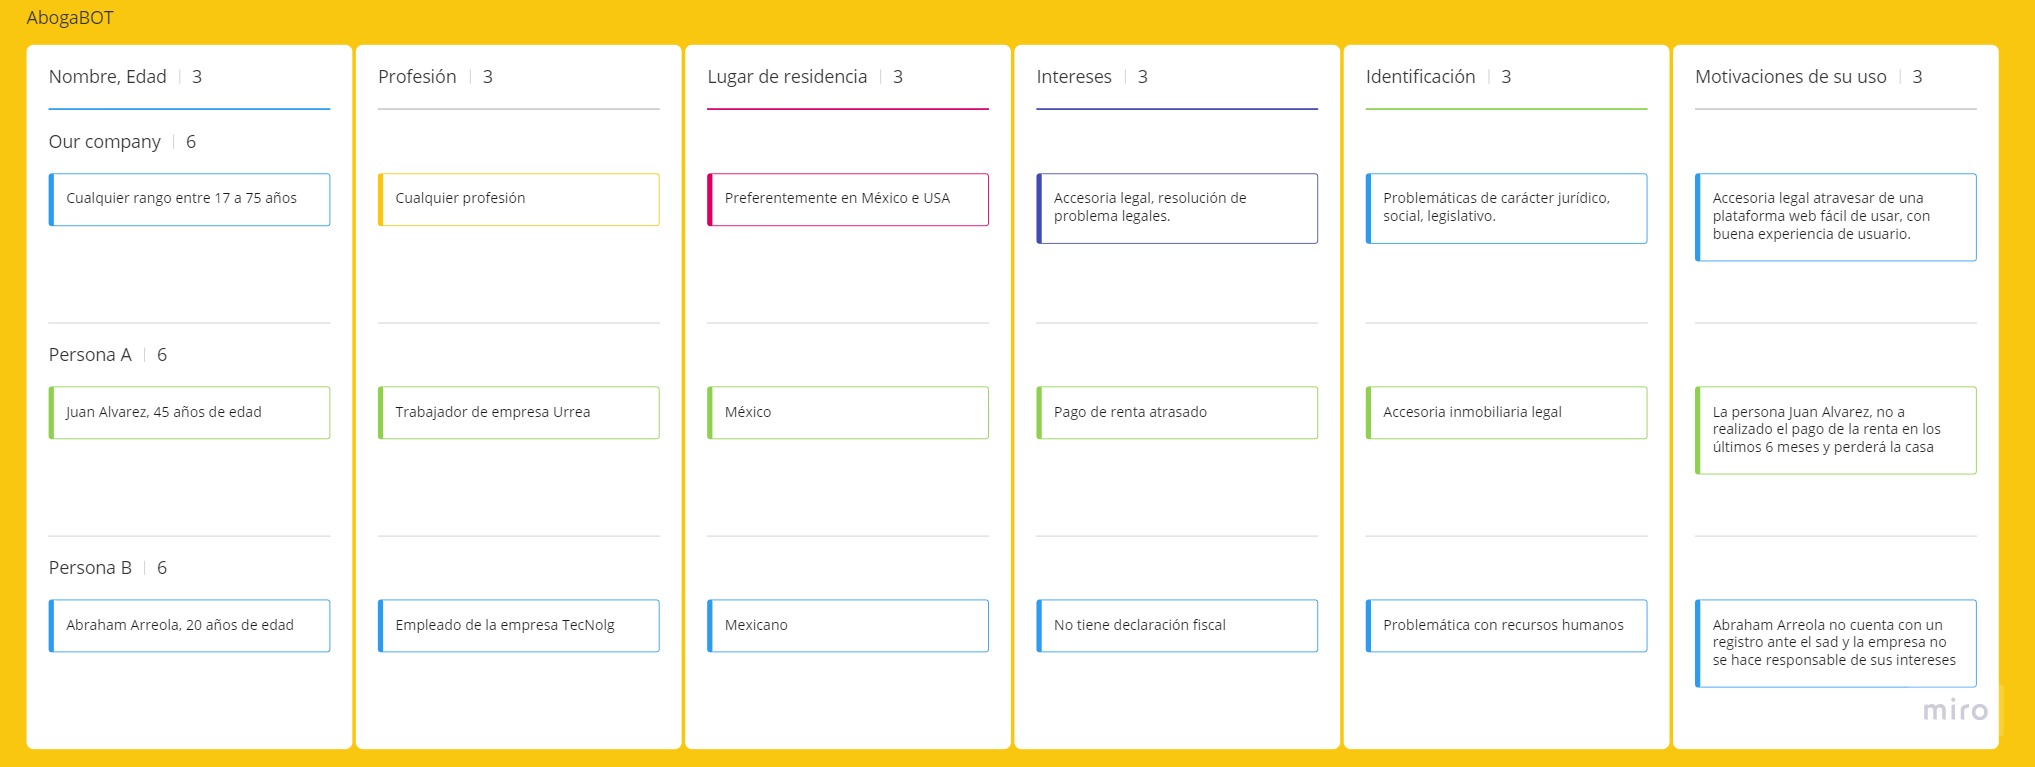 AbogaBOT
Nombre, Edad | 3
Profesión | 3
Lugar de residencia | 3
Intereses | 3
Identificación | 3
Motivaciones de su uso | 3
Our company | 6
Cualquier rango entre 17 a 75 años
Cualquier profesión
Preferentemente en México e USA
Accesoria legal, resolución de
problema legales.
Problemáticas de carácter jurídico,
social, legislativo.
Accesoria legal atravesar de una
plataforma web fácil de usar, con
buena experiencia de usuario.
Persona A | 6
Juan Alvarez, 45 años de edad
Trabajador de empresa Urrea
México
Pago de renta atrasado
Accesoria inmobiliaria legal
La persona Juan Alvarez, no a
realizado el pago de la renta en los
últimos 6 meses y perderá la casa
Persona B | 6
Abraham Arreola, 20 años de edad
Empleado de la empresa TecNolg
Mexicano
No tiene declaración fiscal
Problemática con recursos humanos
Abraham Arreola no cuenta con un
registro ante el sad y la empresa no
se hace responsable de sus intereses
miro